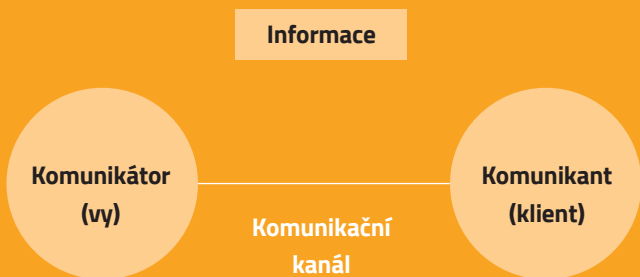 Informace
Komunikátor
(vy)
Komunikační
kanál
Komunikant
(klient)